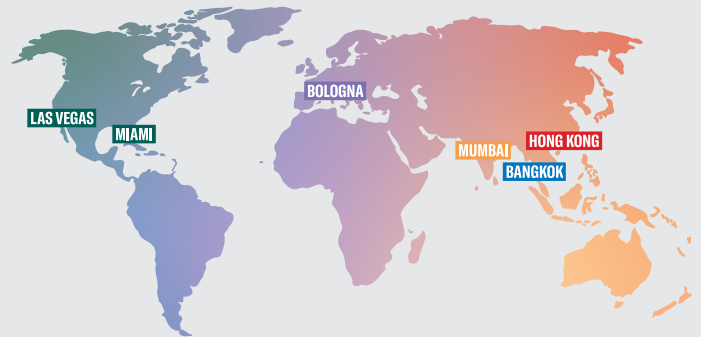 BOLOGNA
LAS VEGAS
MIAMI
HONG KONG
MUMBAI
BANGKOK